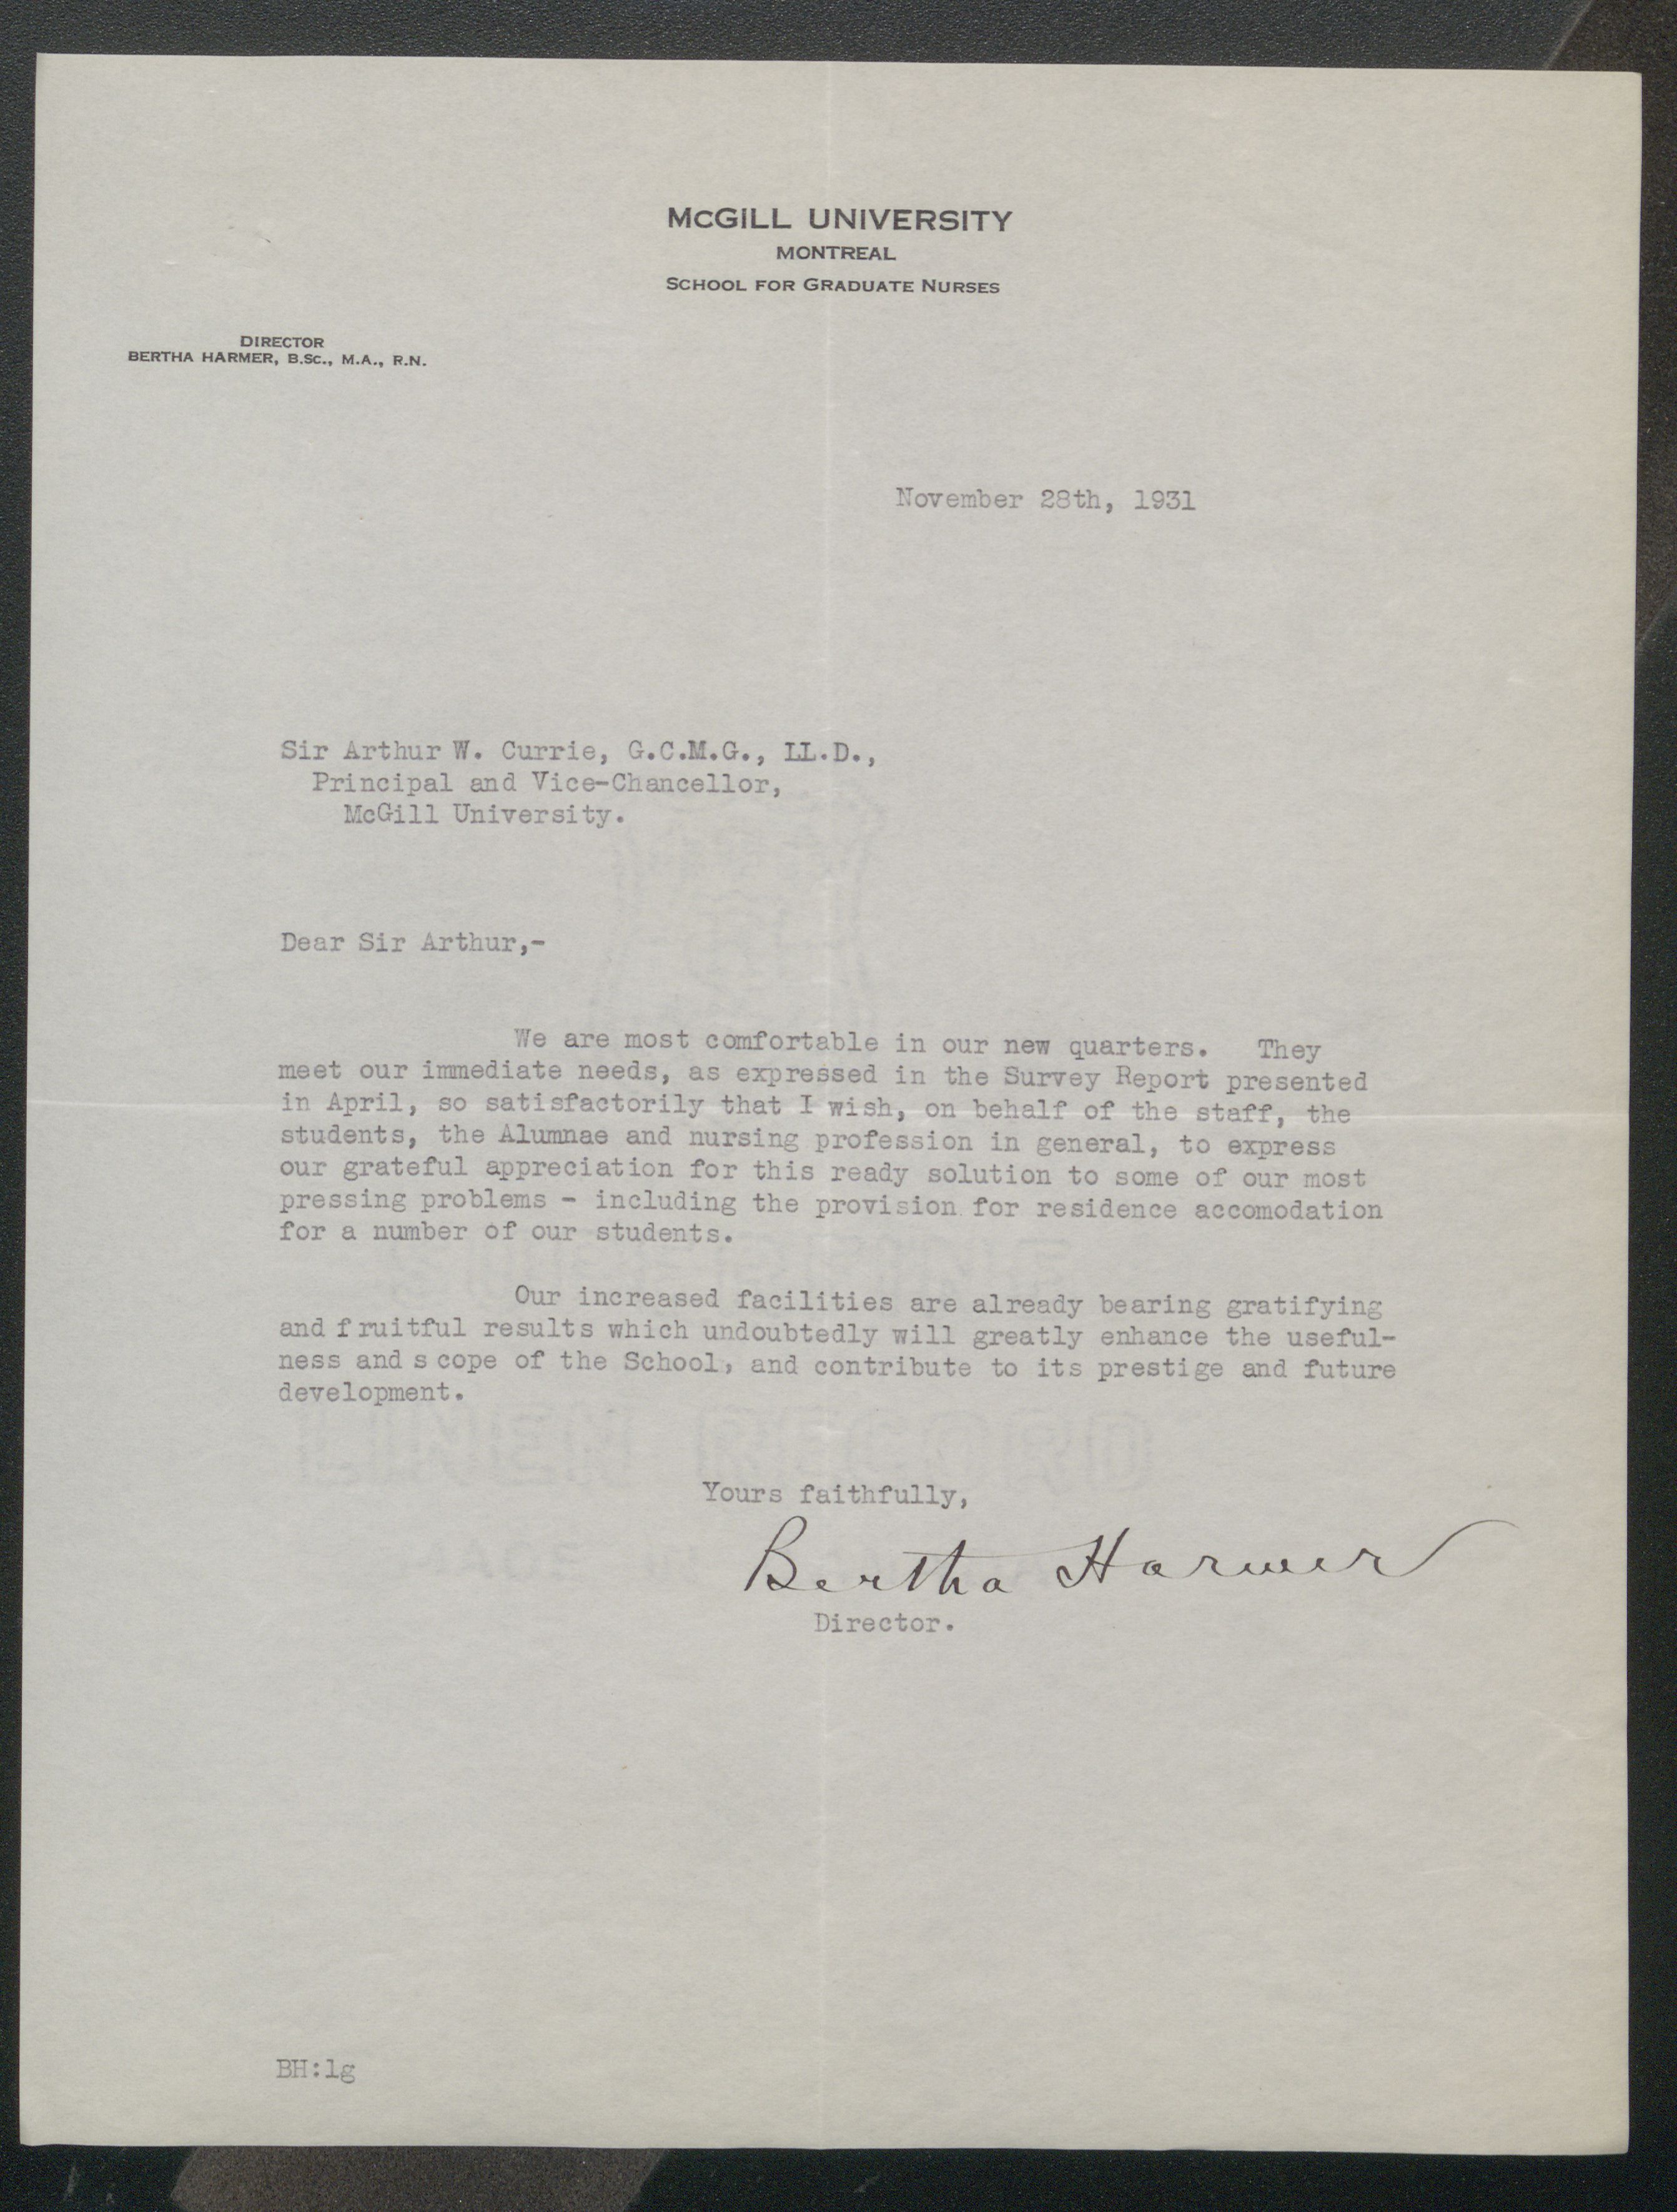 McGILL UNIVERSITY
MONTREAL
SCHOOL FOR GRADUATE NURSES
DIRECTOR
BERTHA HARMER, B.Sc., M.A., R.N.
November 28th, 1931
Sir Arthur W. Currie, G.C.M.G., LL.D.,
Principal and Vice-Chancellor,
McGill University.
Dear Sir Arthur,-
We are most comfortable in our new quarters. They
meet our immediate needs, as expressed in the Survey Report presented
in April, so satisfactorily that I wish, on behalf of the staff, the
students, the Alumnae and nursing profession in general, to express
our grateful appreciation for this ready solution to some of our most
pressing problems - including the provision for residence accomodation
for a number of our students.
Our increased facilities are already bearing gratifying
and fruitful results which undoubtedly will greatly enhance the useful-
ness and scope of the School, and contribute to its prestige and future
development.
Yours faithfully,
Bertha Harmer
Director.
BH:lg